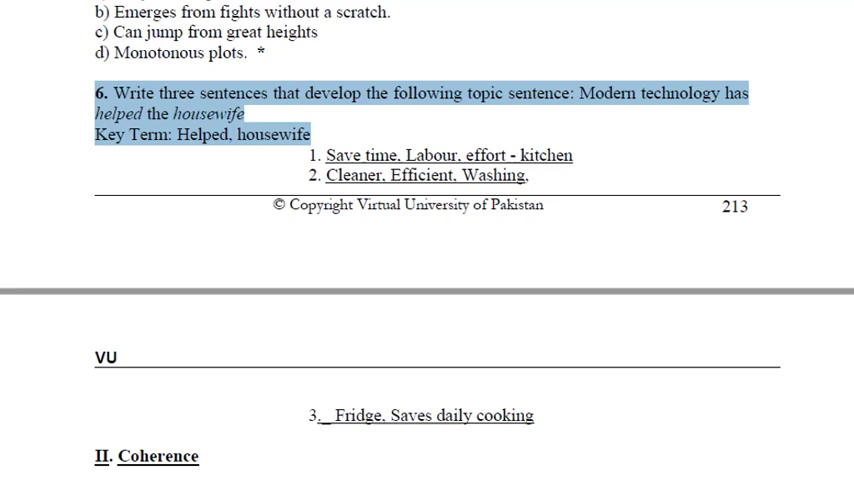 b) Emerges from fights without a scratch.
c) Can jump from great heights
d) Monotonous plots. *
6. Write three sentences that develop the following topic sentence: Modern technology has
helped the housewife
Key Term: Helped, housewife
1. Save time, Labour, effort - kitchen
2. Cleaner, Efficient, Washing,
© Copyright Virtual University of Pakistan 213
VU
3._ Fridge, Saves daily cooking
II. Coherence